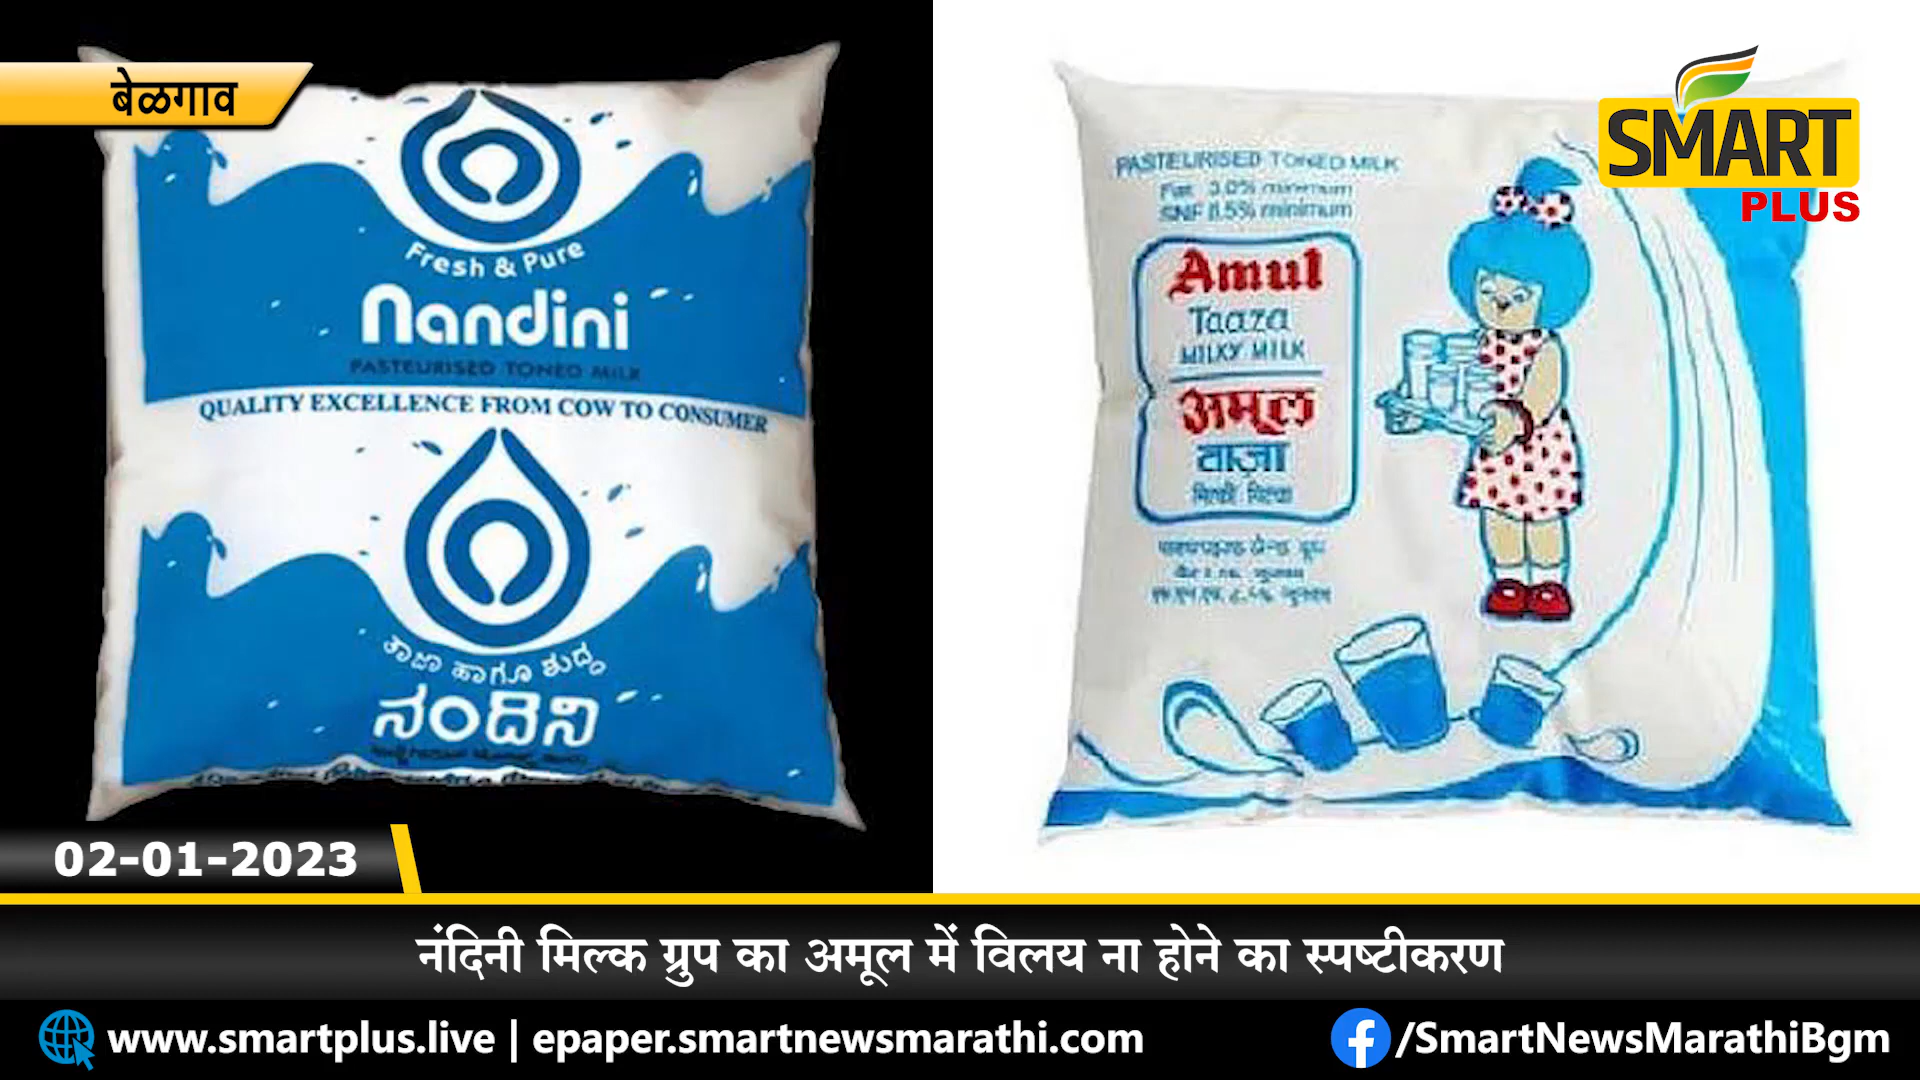 बेळगाव
Fresh & Pure
Nandini
PASTEURISED TONED MILK
QUALITY EXCELLENCE FROM COW TO CONSUMER
ತಾಜಾ ಹಾಗೂ ಶುದ್ಧ
ನಂದಿನಿ
PASTEURISED TONED MILK
Fat 3.0% minimum
SNF 8.5% minimum
Amul
Taaza
MILKY MILK
अमूल
ताज़ा
मिल्की मिल्क
SMART
PLUS
02-01-2023
नंदिनी मिल्क ग्रुप का अमूल में विलय ना होने का स्पष्टीकरण
www.smartplus.live | epaper.smartnewsmarathi.com
/SmartNewsMarathiBgm